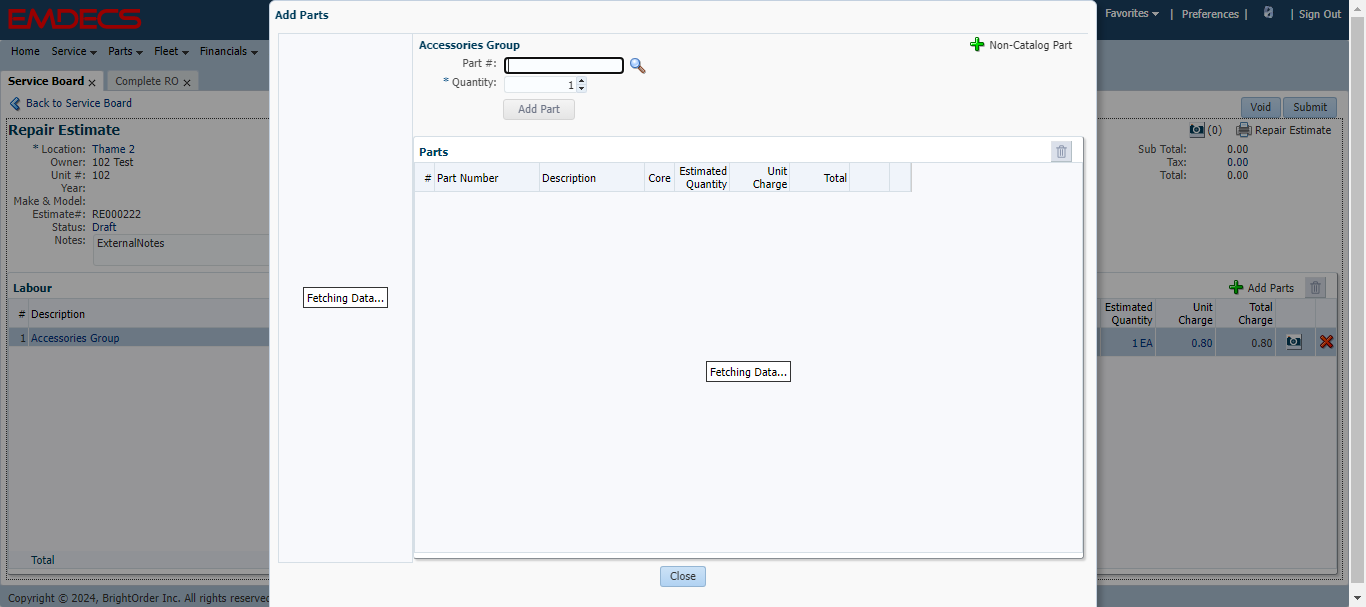 EMDECS
Favorites | Preferences | | Sign Out
Home Service Parts Fleet Financials
Service Board Complete RO
Back to Service Board
Void Submit
Repair Estimate
(0) Repair Estimate
* Location: Thame 2
Owner: 102 Test
Unit #: 102
Year:
Make & Model:
Estimate#: RE000222
Status: Draft
Notes: ExternalNotes
Sub Total: 0.00
Tax: 0.00
Total: 0.00
Labour
# Description
1 Accessories Group
Total
Add Parts
Estimated Quantity Unit Charge Total Charge
1 EA 0.80 0.80
Copyright © 2024, BrightOrder Inc. All rights reserved
Add Parts
Accessories Group
Non-Catalog Part
Part #:
* Quantity: 1
Add Part
Parts
# Part Number Description Core Estimated Quantity Unit Charge Total
Fetching Data...
Fetching Data...
Close